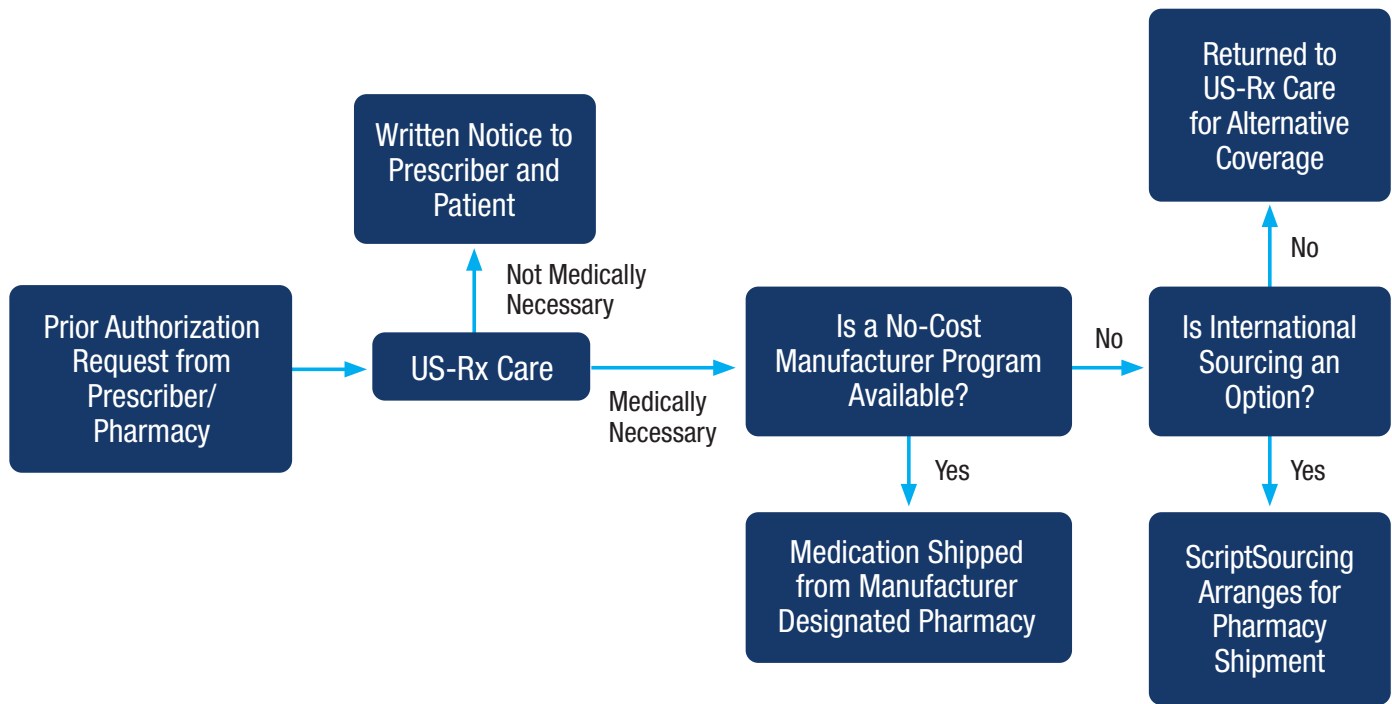 Prior Authorization
Request from
Prescriber/
Pharmacy
US-Rx Care
Not Medically
Necessary
Written Notice to
Prescriber and
Patient
Medically
Necessary
Is a No-Cost
Manufacturer Program
Available?
Yes
Medication Shipped
from Manufacturer
Designated Pharmacy
No
Is International
Sourcing an
Option?
No
Returned to
US-Rx Care
for Alternative
Coverage
Yes
ScriptSourcing
Arranges for
Pharmacy
Shipment